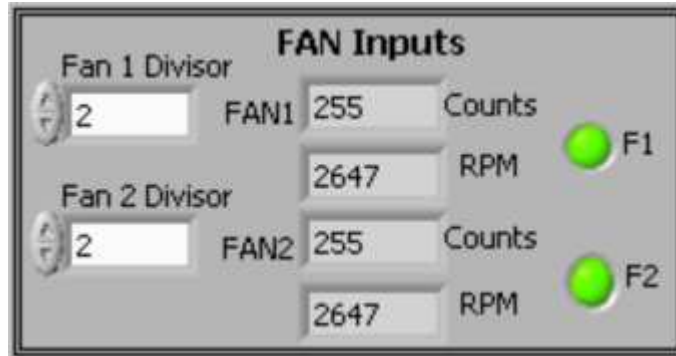 FAN Inputs
Fan 1 Divisor
2
FAN1
255
Counts
2647
RPM
F1
Fan 2 Divisor
2
FAN2
255
Counts
2647
RPM
F2